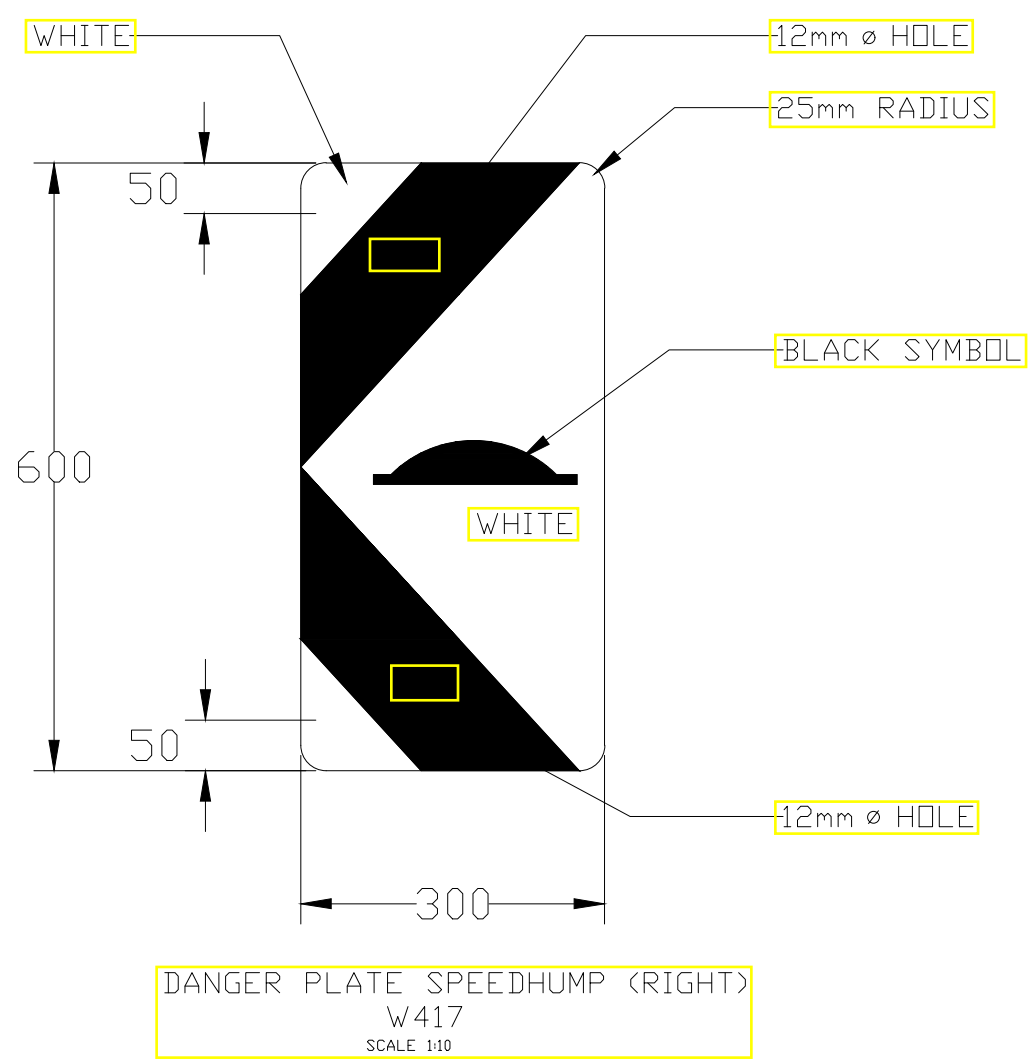 WHITE
12mm ø HOLE
25mm RADIUS
50
BLACK SYMBOL
600
WHITE
50
12mm ø HOLE
300
DANGER PLATE SPEEDHUMP (RIGHT)
W417
SCALE 1:10